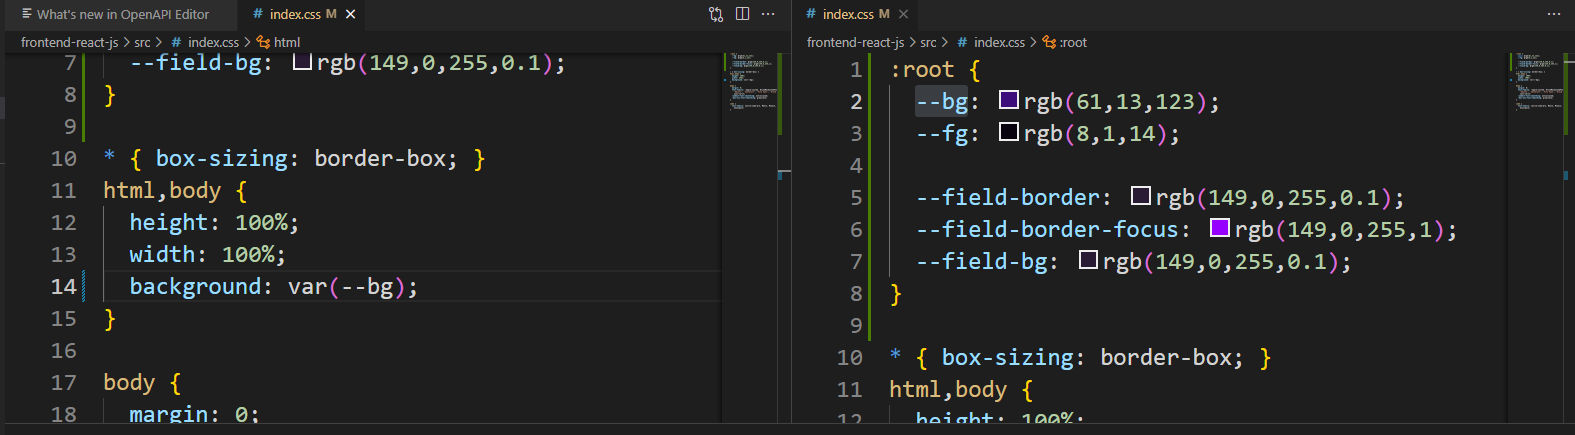 What's new in OpenAPI Editor
# index.css M ×
frontend-react-js > src > # index.css > html
7 --field-bg: rgb(149,0,255,0.1);
8 }
9
10 * { box-sizing: border-box; }
11 html,body {
12 height: 100%;
13 width: 100%;
14 background: var(--bg);
15 }
16
17 body {
18 margin: 0;
# index.css M ×
frontend-react-js > src > # index.css > :root
1 :root {
2 --bg: rgb(61,13,123);
3 --fg: rgb(8,1,14);
4
5 --field-border: rgb(149,0,255,0.1);
6 --field-border-focus: rgb(149,0,255,1);
7 --field-bg: rgb(149,0,255,0.1);
8 }
9
10 * { box-sizing: border-box; }
11 html,body {
12 height: 100%;